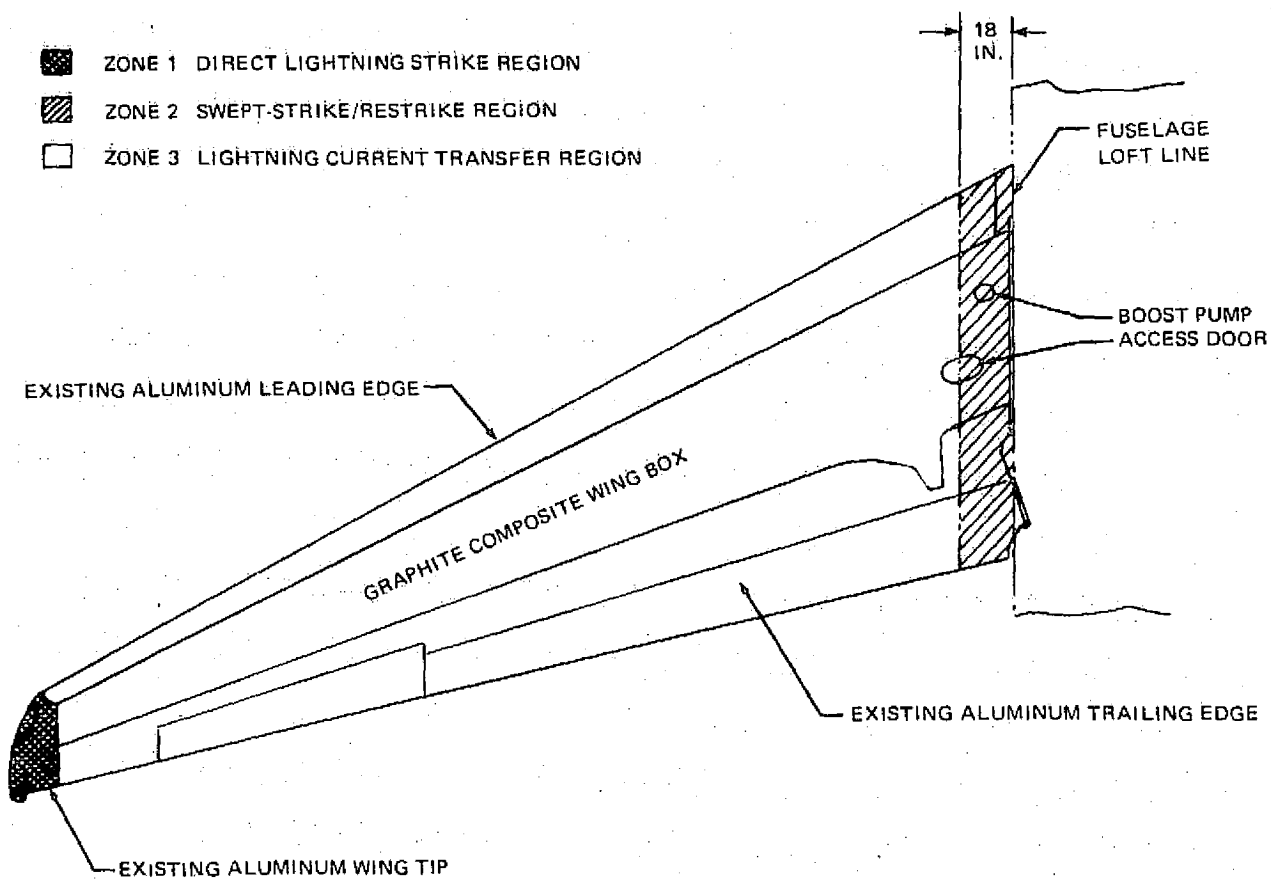 ZONE 1 DIRECT LIGHTNING STRIKE REGION
ZONE 2 SWEPT-STRIKE/RESTRIKE REGION
ZONE 3 LIGHTNING CURRENT TRANSFER REGION
18
IN.
FUSELAGE
LOFT LINE
BOOST PUMP
ACCESS DOOR
EXISTING ALUMINUM LEADING EDGE
GRAPHITE COMPOSITE WING BOX
EXISTING ALUMINUM TRAILING EDGE
EXISTING ALUMINUM WING TIP